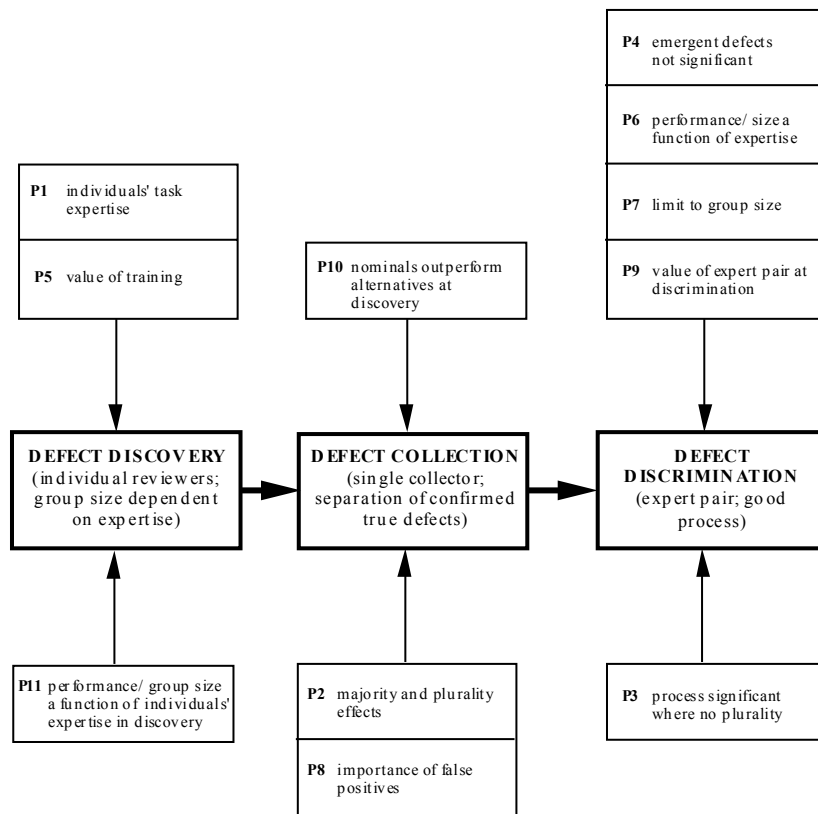 P4 emergent defects
not significant
P6 performance/ size a
function of expertise
P7 limit to group size
P9 value of expert pair at
discrimination
P1 individuals' task
expertise
P5 value of training
P10 nominals outperform
alternatives at
discovery
DEFECT DISCOVERY
(individual reviewers;
group size dependent
on expertise)
DEFECT COLLECTION
(single collector;
separation of confirmed
true defects)
DEFECT
DISCRIMINATION
(expert pair; good
process)
P11 performance/ group size
a function of individuals'
expertise in discovery
P2 majority and plurality
effects
P8 importance of false
positives
P3 process significant
where no plurality